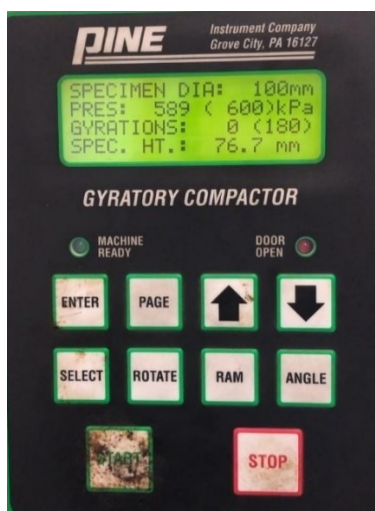 PINE
Instrument Company
Grove City, PA 16127
SPECIMEN DIA: 100mm
PRES: 589 ( 600)kPa
GYRATIONS: 0 (180)
SPEC. HT.: 76.7 mm
GYRATORY COMPACTOR
MACHINE READY
DOOR OPEN
ENTER
PAGE
SELECT
ROTATE
RAM
ANGLE
START
STOP